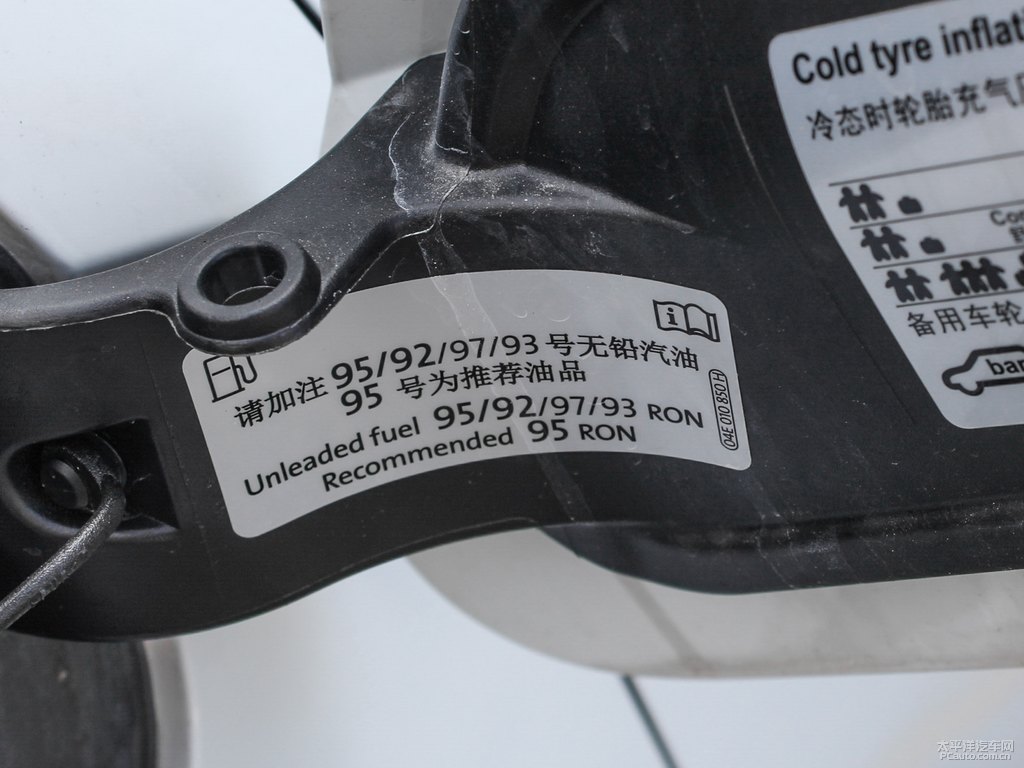 Cold tyre inflati
冷态时轮胎充气
备用车轮
bar
i
请加注 95/92/97/93 号无铅汽油
95 号为推荐油品
Unleaded fuel 95/92/97/93 RON
Recommended 95 RON
04E 010 850 H
太平洋汽车网
PCauto.com.cn